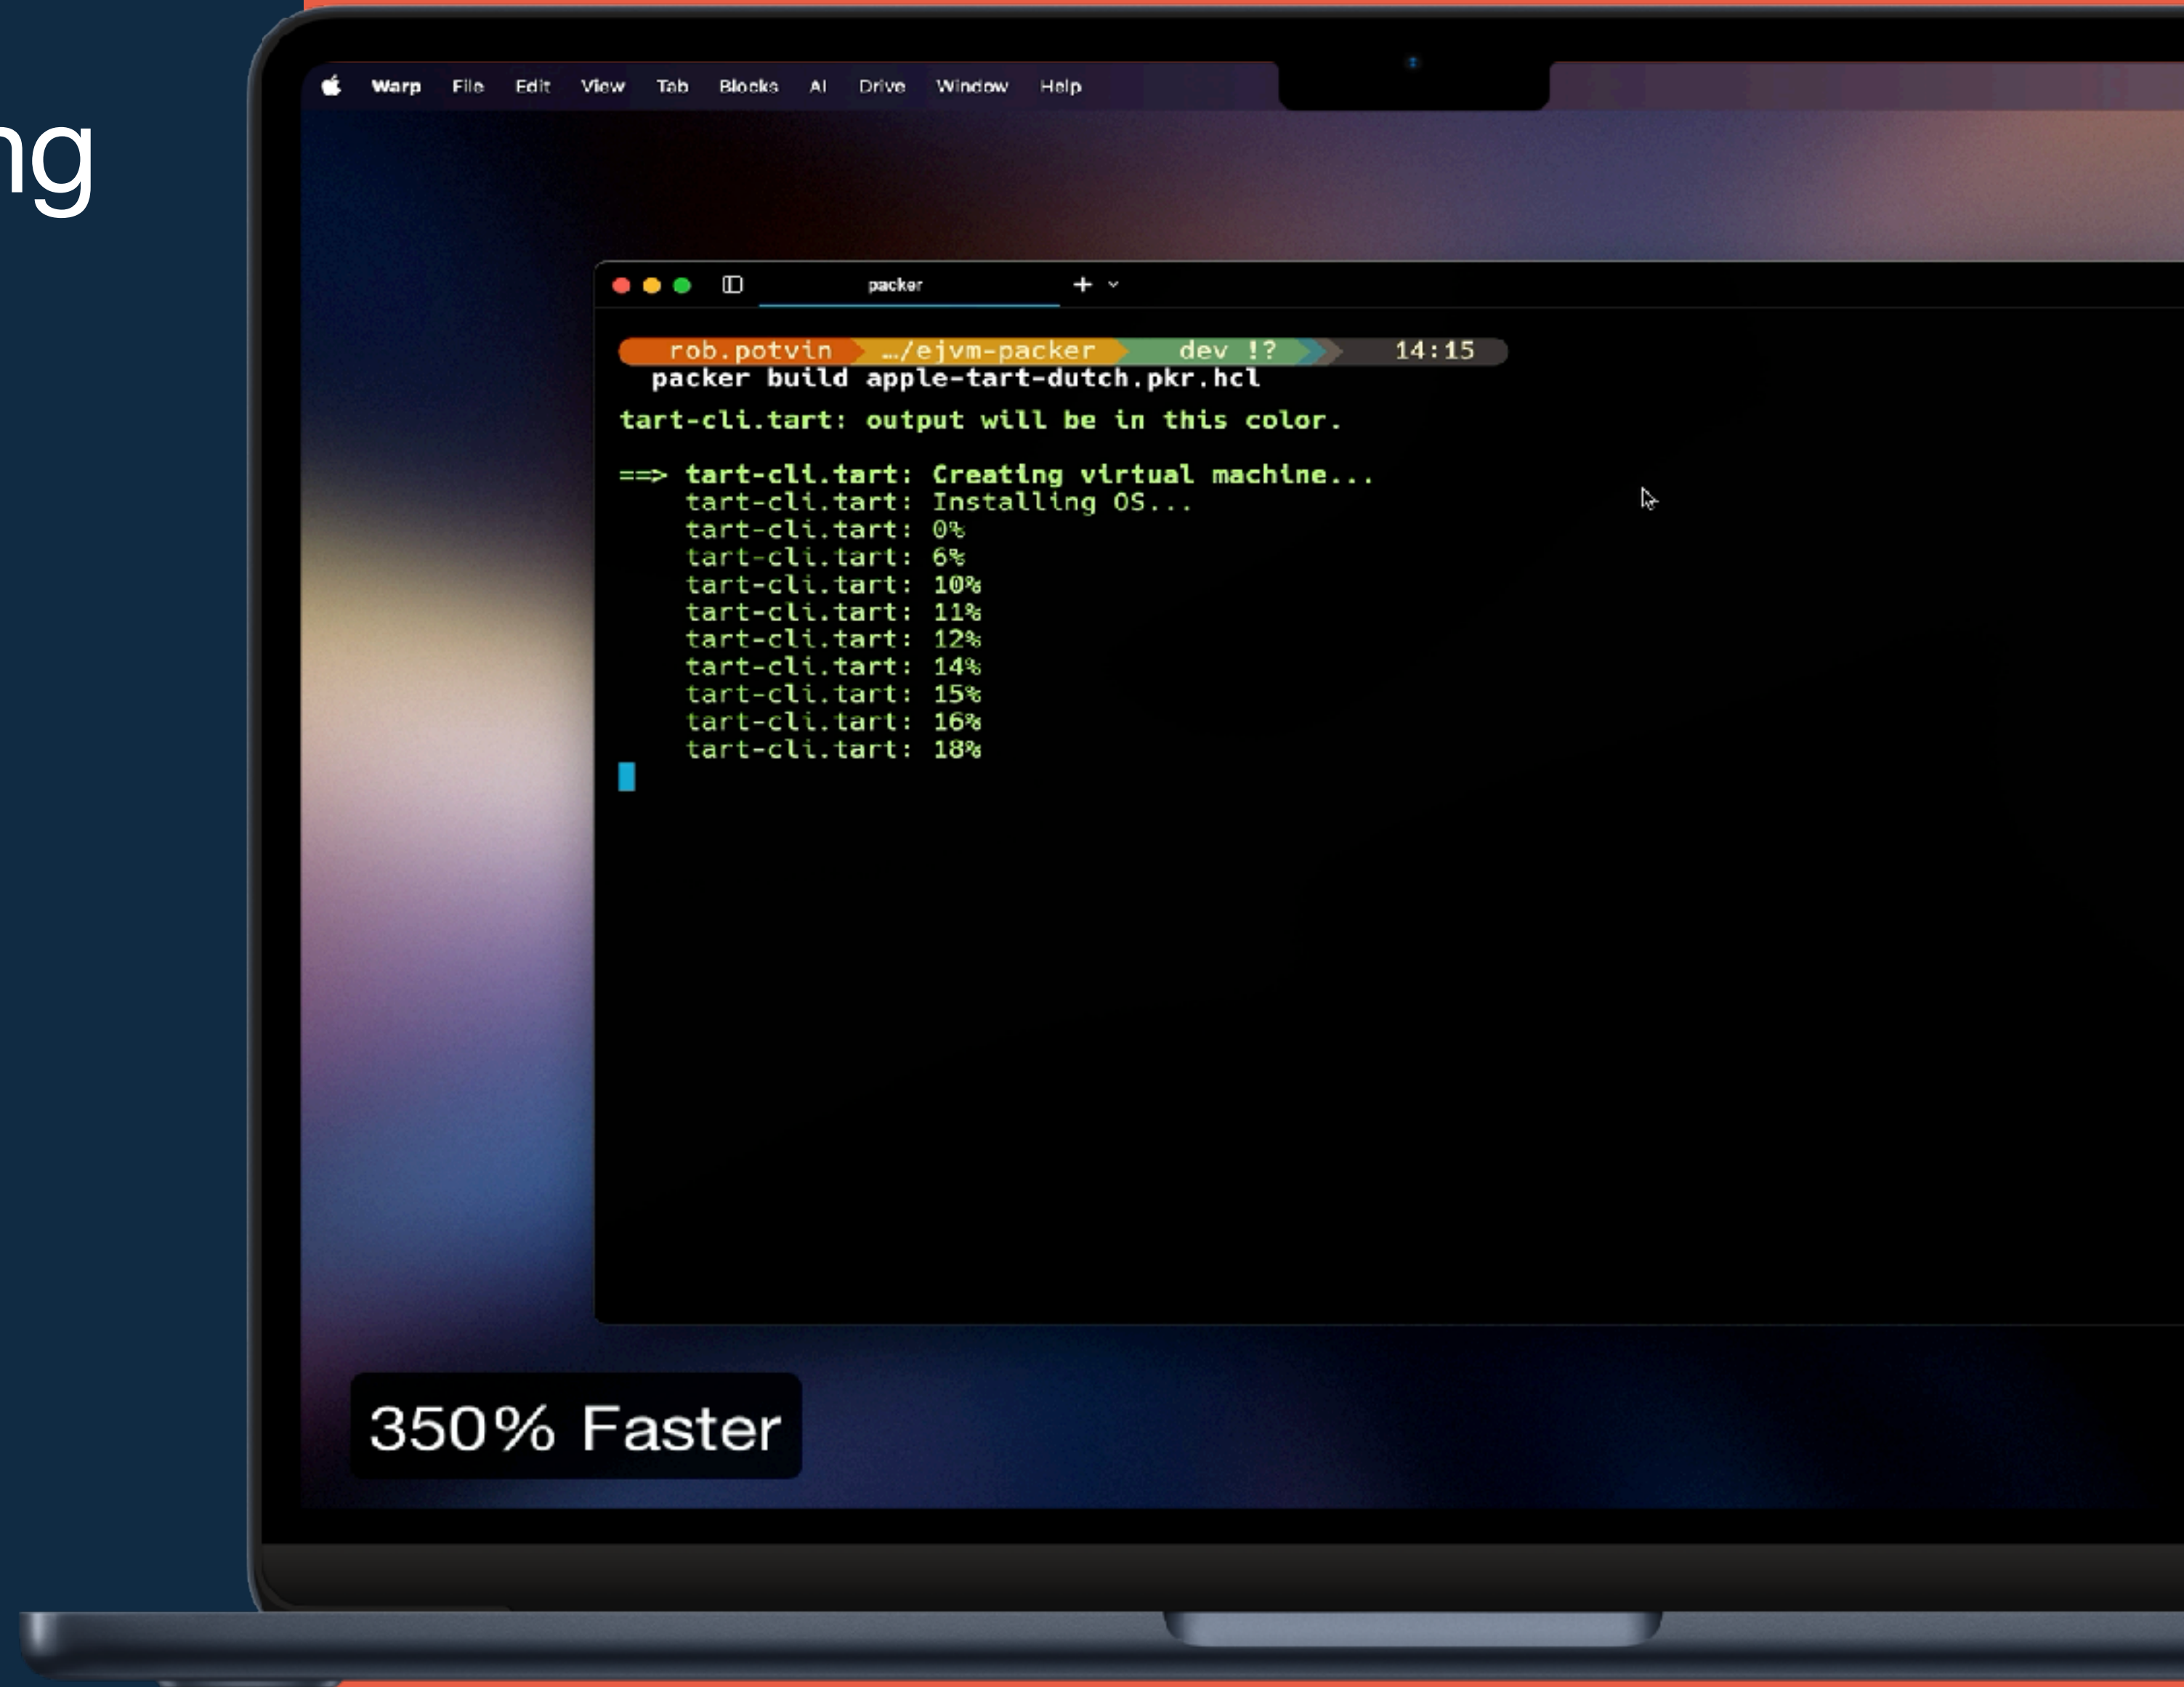 ng
Warp File Edit View Tab Blocks AI Drive Window Help
packer
rob.potvin …/ejvm-packer dev !? 14:15
packer build apple-tart-dutch.pkr.hcl
tart-cli.tart: output will be in this color.
==> tart-cli.tart: Creating virtual machine...
tart-cli.tart: Installing OS...
tart-cli.tart: 0%
tart-cli.tart: 6%
tart-cli.tart: 10%
tart-cli.tart: 11%
tart-cli.tart: 12%
tart-cli.tart: 14%
tart-cli.tart: 15%
tart-cli.tart: 16%
tart-cli.tart: 18%
350% Faster